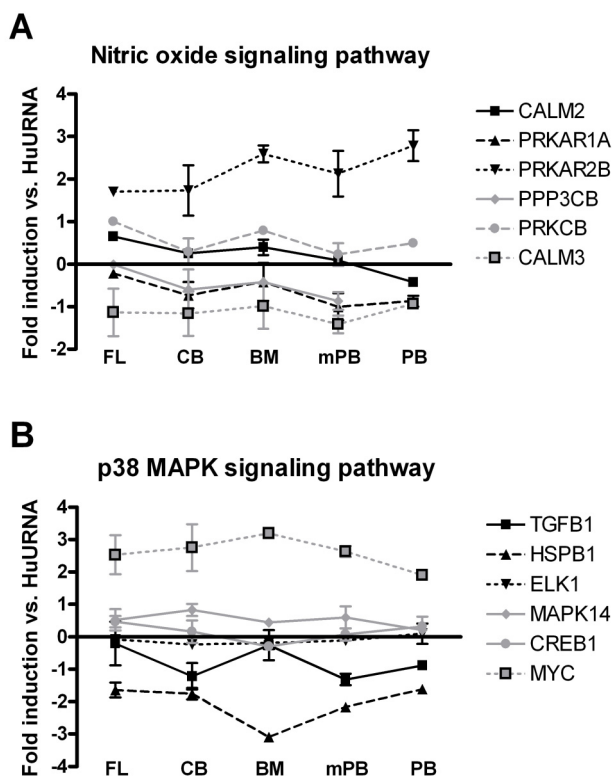 A
Nitric oxide signaling pathway
Fold induction vs. HuURNA
4
3
2
1
0
-1
-2
FL CB BM mPB PB
CALM2
PRKAR1A
PRKAR2B
PPP3CB
PRKCB
CALM3
B
p38 MAPK signaling pathway
Fold induction vs. HuURNA
4
3
2
1
0
-1
-2
-3
-4
FL CB BM mPB PB
TGFB1
HSPB1
ELK1
MAPK14
CREB1
MYC